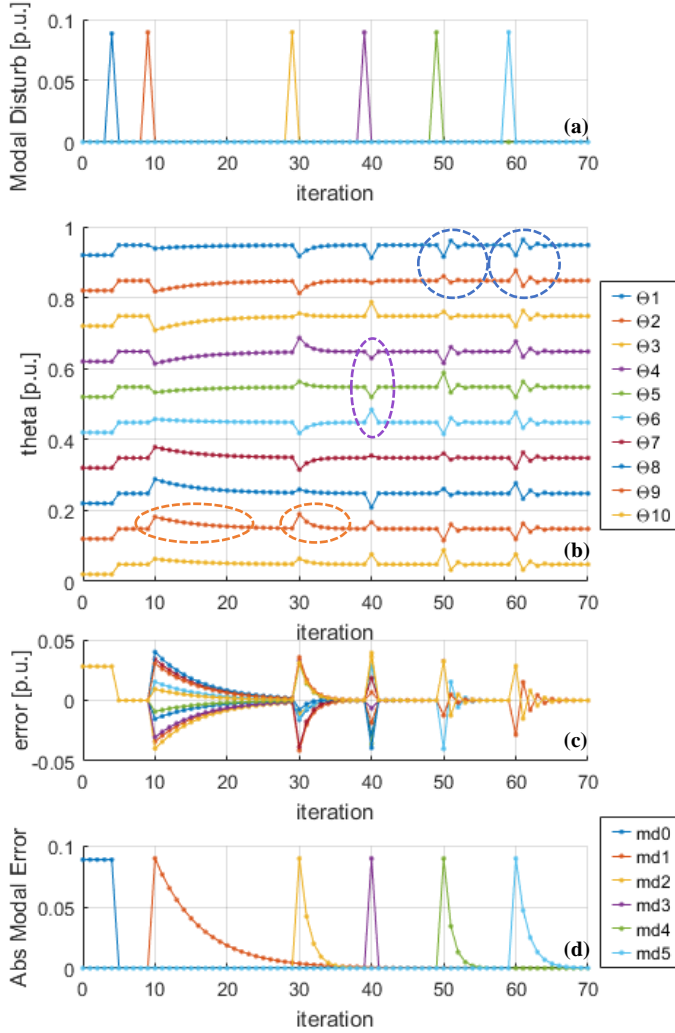 Modal Disturb [p.u.]
0.1
0.05
0
0 10 20 30 40 50 60 70
iteration
(a)
theta [p.u.]
1
0.8
0.6
0.4
0.2
0
0 10 20 30 40 50 60 70
iteration
(b)
Θ1
Θ2
Θ3
Θ4
Θ5
Θ6
Θ7
Θ8
Θ9
Θ10
error [p.u.]
0.05
0
-0.05
0 10 20 30 40 50 60 70
iteration
(c)
Abs Modal Error
0.1
0.05
0
0 10 20 30 40 50 60 70
iteration
(d)
md0
md1
md2
md3
md4
md5